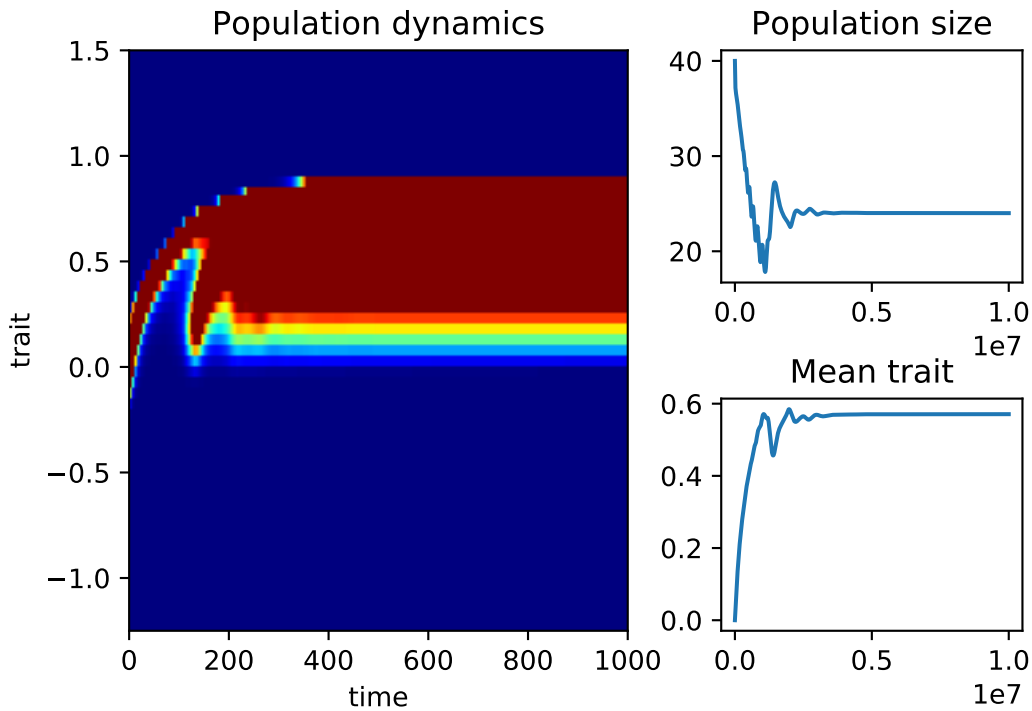 Population dynamics
1.5
1.0
0.5
0.0
−0.5
−1.0
trait
0 200 400 600 800 1000
time
Population size
40
30
20
0.0 0.5 1.0
1e7
Mean trait
0.6
0.4
0.2
0.0
0.0 0.5 1.0
1e7